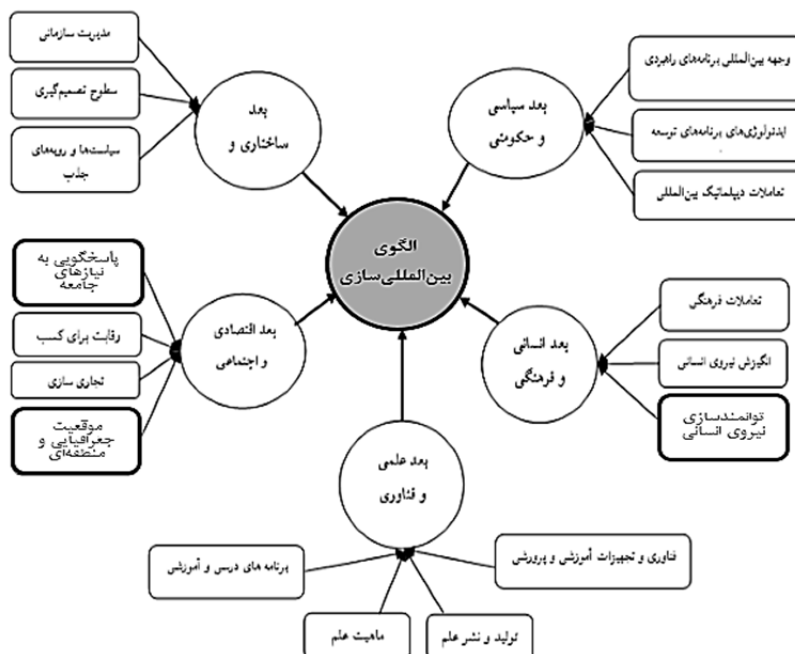 مدیریت سازمانی
سطوح تصمیم‌گیری
سیاست‌ها و رویه‌های
جذب
بعد
ساختاری و
وجهه بین‌المللی برنامه‌های راهبردی
ایدئولوژی‌های برنامه‌های توسعه
تعاملات دیپلماتیک بین‌المللی
بعد سیاسی
و حکومتی
الگوی
بین‌المللی‌سازی
پاسخگویی به
نیازهای
جامعه
رقابت برای کسب
تجاری سازی
موقعیت
جغرافیایی و
منطقه‌ای
بعد اقتصادی
و اجتماعی
تعاملات فرهنگی
انگیزش نیروی انسانی
توانمندسازی
نیروی انسانی
بعد انسانی
و فرهنگی
بعد علمی
و فناوری
برنامه های درسی و آموزشی
ماهیت علم
تولید و نشر علم
فناوری و تجهیزات آموزشی و پرورشی